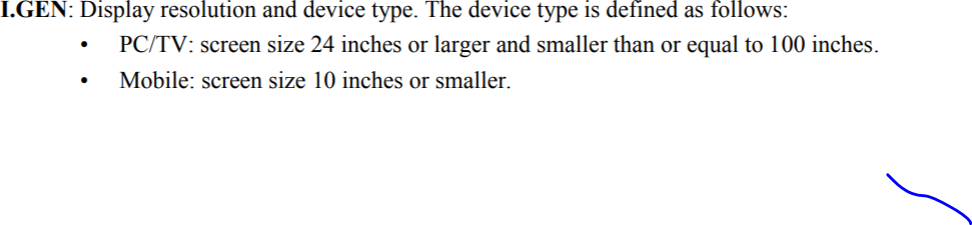 I.GEN: Display resolution and device type. The device type is defined as follows:
• PC/TV: screen size 24 inches or larger and smaller than or equal to 100 inches.
• Mobile: screen size 10 inches or smaller.